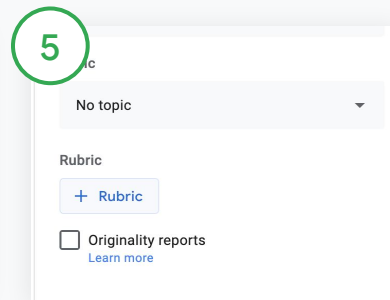 5
No topic
Rubric
+ Rubric
Originality reports
Learn more